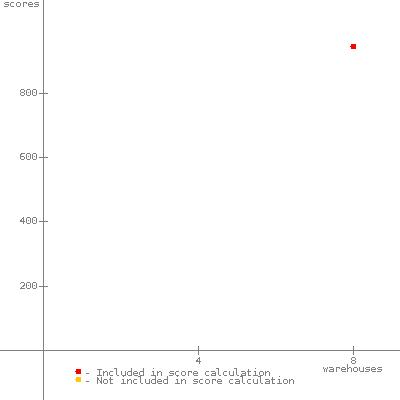 scores
800
600
400
200
4 8
warehouses
- Included in score calculation
- Not included in score calculation